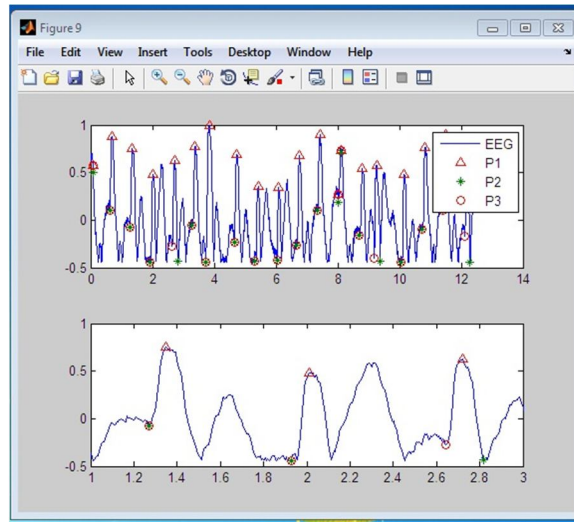 Figure 9
File Edit View Insert Tools Desktop Window Help
1
0.5
0
-0.5
0 2 4 6 8 10 12 14
EEG
P1
P2
P3
1
0.5
0
-0.5
1 1.2 1.4 1.6 1.8 2 2.2 2.4 2.6 2.8 3